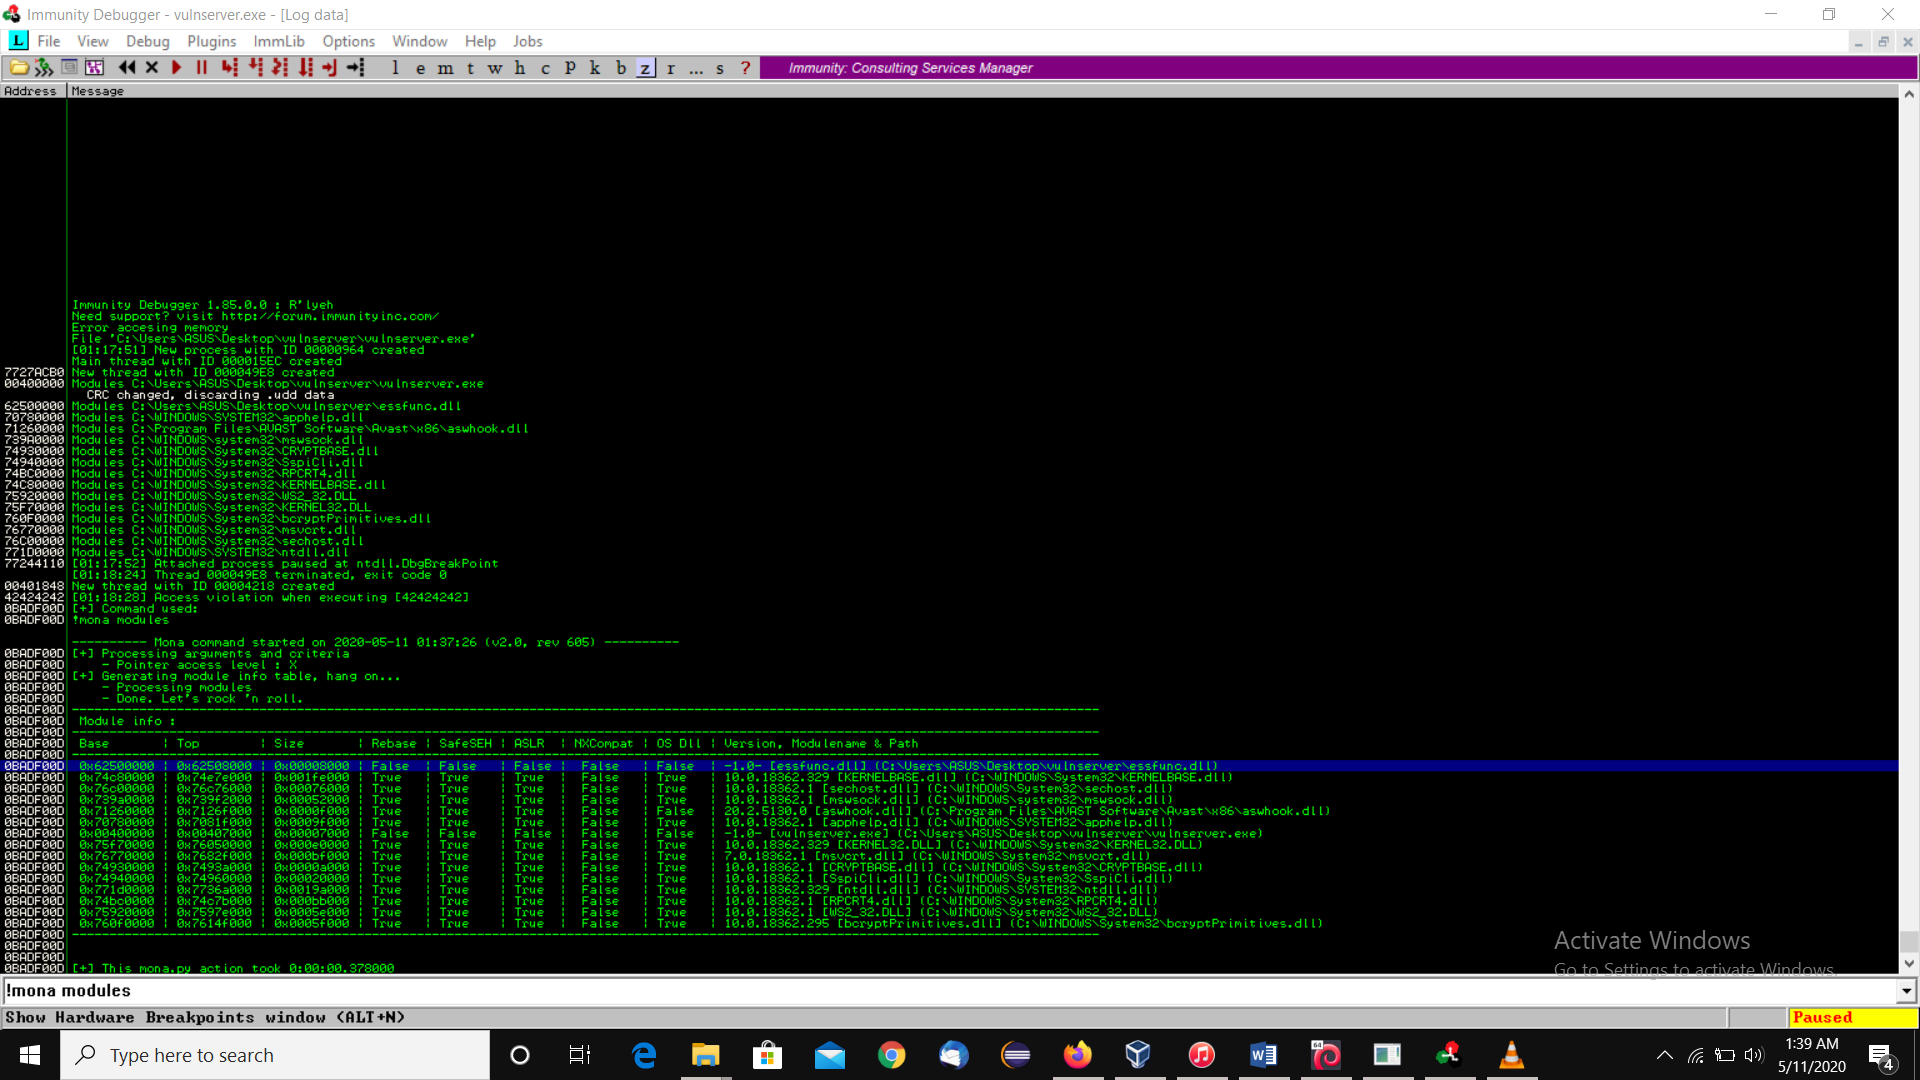 Immunity Debugger - vulnserver.exe - [Log data]
L File View Debug Plugins ImmLib Options Window Help Jobs
l e m t w h c P k b z r ... s ? Immunity: Consulting Services Manager
Address Message
Immunity Debugger 1.85.0.0 : R'lyeh
Need support? visit http://forum.immunityinc.com/
Error accesing memory
File 'C:\Users\ASUS\Desktop\vulnserver\vulnserver.exe'
[01:17:51] New process with ID 00000964 created
Main thread with ID 000015EC created
7727ACB0 New thread with ID 000049E8 created
00400000 Modules C:\Users\ASUS\Desktop\vulnserver\vulnserver.exe
CRC changed, discarding .udd data
62500000 Modules C:\Users\ASUS\Desktop\vulnserver\essfunc.dll
70780000 Modules C:\WINDOWS\SYSTEM32\apphelp.dll
71260000 Modules C:\Program Files\AVAST Software\Avast\x86\aswhook.dll
739A0000 Modules C:\WINDOWS\system32\mswsock.dll
74930000 Modules C:\WINDOWS\System32\CRYPTBASE.dll
74940000 Modules C:\WINDOWS\System32\SspiCli.dll
74BC0000 Modules C:\WINDOWS\System32\RPCRT4.dll
74C80000 Modules C:\WINDOWS\System32\KERNELBASE.dll
75920000 Modules C:\WINDOWS\System32\WS2_32.DLL
75F70000 Modules C:\WINDOWS\System32\KERNEL32.DLL
760F0000 Modules C:\WINDOWS\System32\bcryptPrimitives.dll
76770000 Modules C:\WINDOWS\System32\msvcrt.dll
76C00000 Modules C:\WINDOWS\System32\sechost.dll
771D0000 Modules C:\WINDOWS\SYSTEM32\ntdll.dll
77244110 [01:17:52] Attached process paused at ntdll.DbgBreakPoint
[01:18:24] Thread 000049E8 terminated, exit code 0
00401848 New thread with ID 00004218 created
42424242 [01:18:28] Access violation when executing [42424242]
0BADF00D [+] Command used:
0BADF00D !mona modules
---------- Mona command started on 2020-05-11 01:37:26 (v2.0, rev 605) ----------
0BADF00D [+] Processing arguments and criteria
0BADF00D - Pointer access level : X
0BADF00D [+] Generating module info table, hang on...
0BADF00D - Processing modules
0BADF00D - Done. Let's rock 'n roll.
0BADF00D
0BADF00D Module info :
0BADF00D
0BADF00D Base | Top | Size | Rebase | SafeSEH | ASLR | NXCompat | OS Dll | Version, Modulename & Path
0BADF00D
0BADF00D 0x62500000 | 0x62508000 | 0x00008000 | False | False | False | False | False | -1.0- [essfunc.dll] (C:\Users\ASUS\Desktop\vulnserver\essfunc.dll)
0BADF00D 0x74c80000 | 0x74e7e000 | 0x001fe000 | True | True | True | False | True | 10.0.18362.329 [KERNELBASE.dll] (C:\WINDOWS\System32\KERNELBASE.dll)
0BADF00D 0x76c00000 | 0x76c76000 | 0x00076000 | True | True | True | False | True | 10.0.18362.1 [sechost.dll] (C:\WINDOWS\System32\sechost.dll)
0BADF00D 0x739a0000 | 0x739f2000 | 0x00052000 | True | True | True | False | True | 10.0.18362.1 [mswsock.dll] (C:\WINDOWS\system32\mswsock.dll)
0BADF00D 0x71260000 | 0x7126f000 | 0x0000f000 | True | True | True | False | False | 20.2.5130.0 [aswhook.dll] (C:\Program Files\AVAST Software\Avast\x86\aswhook.dll)
0BADF00D 0x70780000 | 0x7081f000 | 0x0009f000 | True | True | True | False | True | 10.0.18362.1 [apphelp.dll] (C:\WINDOWS\SYSTEM32\apphelp.dll)
0BADF00D 0x00400000 | 0x00407000 | 0x00007000 | False | False | False | False | False | -1.0- [vulnserver.exe] (C:\Users\ASUS\Desktop\vulnserver\vulnserver.exe)
0BADF00D 0x75f70000 | 0x76050000 | 0x000e0000 | True | True | True | False | True | 10.0.18362.329 [KERNEL32.DLL] (C:\WINDOWS\System32\KERNEL32.DLL)
0BADF00D 0x76770000 | 0x7682f000 | 0x000bf000 | True | True | True | False | True | 7.0.18362.1 [msvcrt.dll] (C:\WINDOWS\System32\msvcrt.dll)
0BADF00D 0x74930000 | 0x7493a000 | 0x0000a000 | True | True | True | False | True | 10.0.18362.1 [CRYPTBASE.dll] (C:\WINDOWS\System32\CRYPTBASE.dll)
0BADF00D 0x74940000 | 0x74960000 | 0x00020000 | True | True | True | False | True | 10.0.18362.1 [SspiCli.dll] (C:\WINDOWS\System32\SspiCli.dll)
0BADF00D 0x771d0000 | 0x7736a000 | 0x0019a000 | True | True | True | False | True | 10.0.18362.329 [ntdll.dll] (C:\WINDOWS\SYSTEM32\ntdll.dll)
0BADF00D 0x74bc0000 | 0x74c7b000 | 0x000bb000 | True | True | True | False | True | 10.0.18362.1 [RPCRT4.dll] (C:\WINDOWS\System32\RPCRT4.dll)
0BADF00D 0x75920000 | 0x7597e000 | 0x0005e000 | True | True | True | False | True | 10.0.18362.1 [WS2_32.DLL] (C:\WINDOWS\System32\WS2_32.DLL)
0BADF00D 0x760f0000 | 0x7614f000 | 0x0005f000 | True | True | True | False | True | 10.0.18362.295 [bcryptPrimitives.dll] (C:\WINDOWS\System32\bcryptPrimitives.dll)
0BADF00D
0BADF00D
0BADF00D
0BADF00D [+] This mona.py action took 0:00:00.378000
Activate Windows
Go to Settings to activate Windows.
!mona modules
Show Hardware Breakpoints window (ALT+N)
Paused
Type here to search
64
1:39 AM
5/11/2020
4